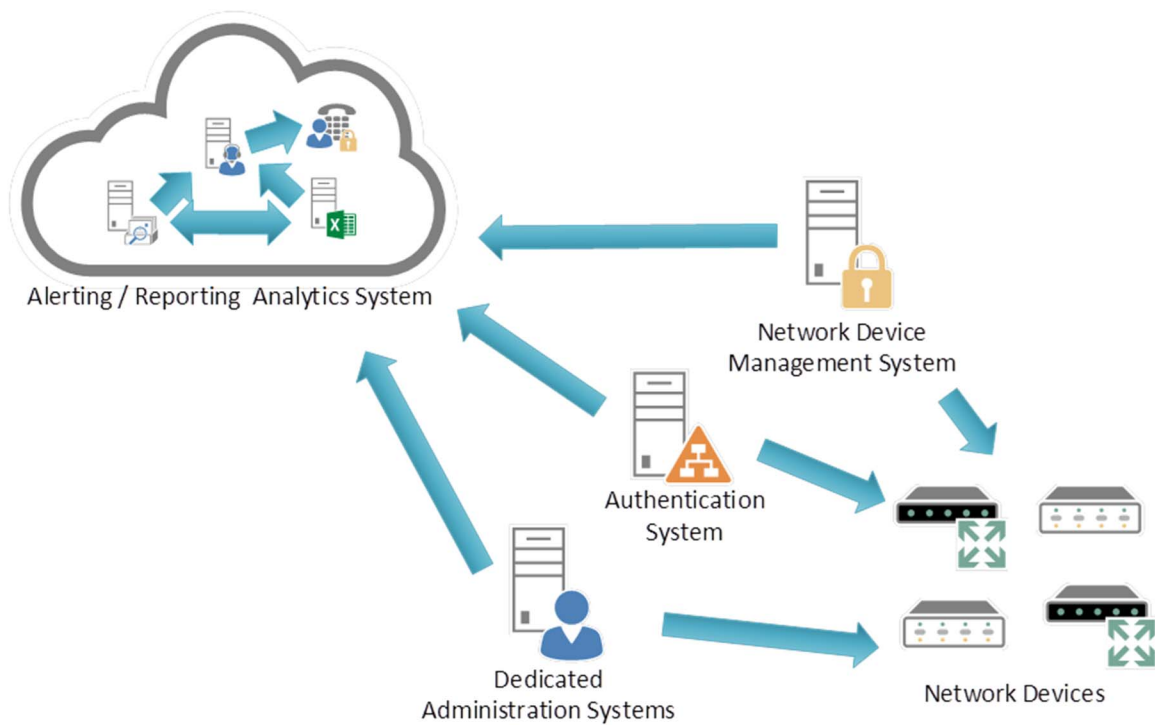 Alerting / Reporting  Analytics System
Network Device
Management System
Authentication
System
Dedicated
Administration Systems
Network Devices
X